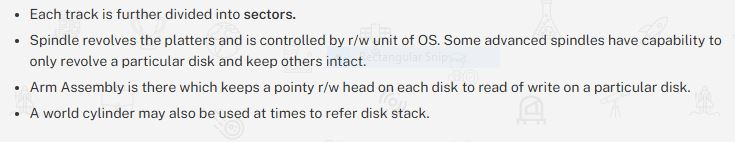 Each track is further divided into sectors.
Spindle revolves the platters and is controlled by r/w unit of OS. Some advanced spindles have capability to
only revolve a particular disk and keep others intact.
Arm Assembly is there which keeps a pointy r/w head on each disk to read of write on a particular disk.
A world cylinder may also be used at times to refer disk stack.